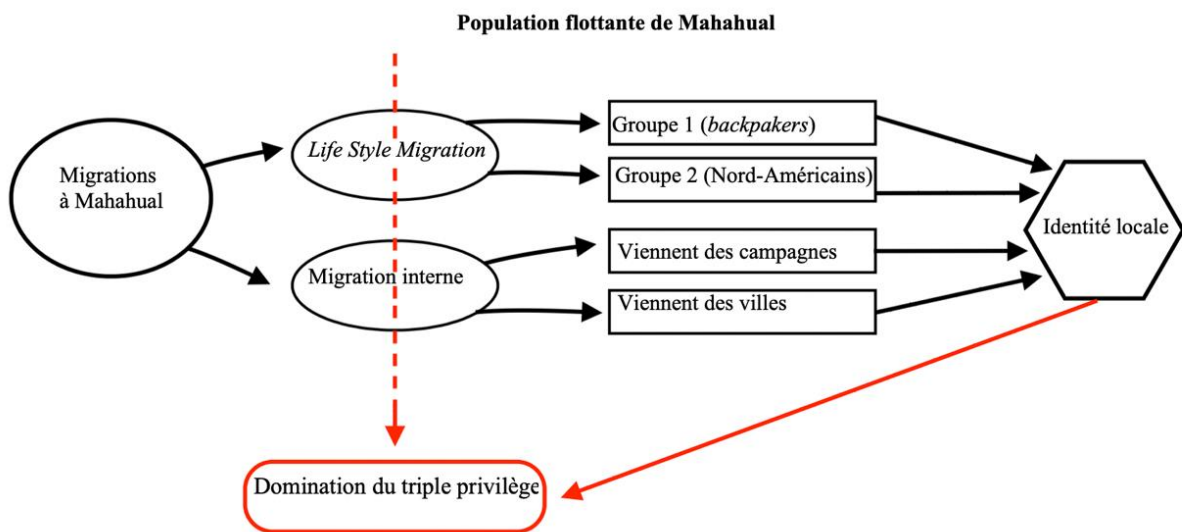 Population flottante de Mahahual
Migrations
à Mahahual
Life Style Migration
Migration interne
Groupe 1 (backpakers)
Groupe 2 (Nord-Américains)
Viennent des campagnes
Viennent des villes
Identité locale
Domination du triple privilège